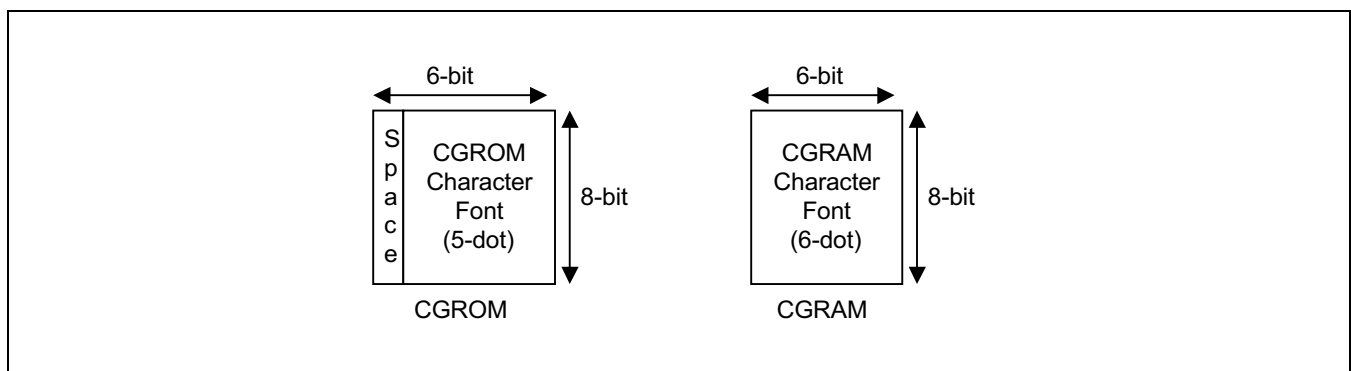 6-bit
Space
CGROM
Character
Font
(5-dot)
8-bit
CGROM
6-bit
CGRAM
Character
Font
(6-dot)
8-bit
CGRAM